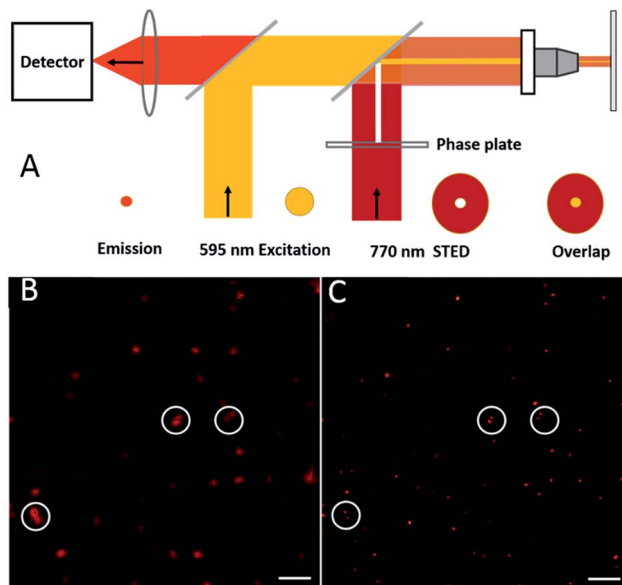 Detector
Phase plate
A
Emission 595 nm Excitation 770 nm STED Overlap
B
C